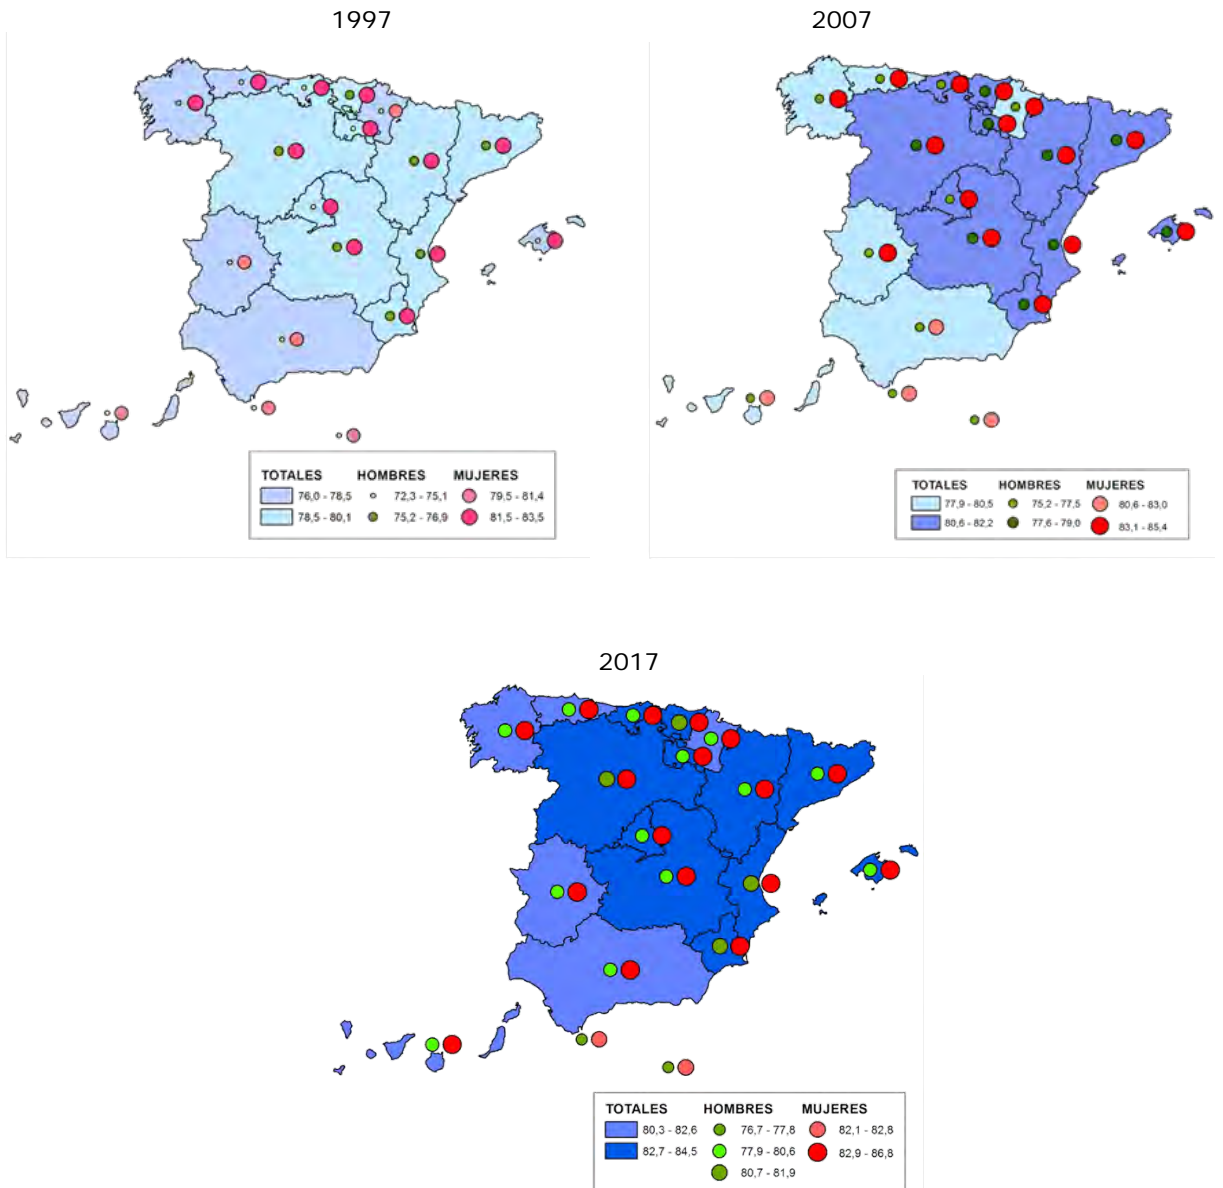 1997
2007
TOTALES HOMBRES MUJERES
76,0 - 78,5 72,3 - 75,1 79,5 - 81,4
78,5 - 80,1 75,2 - 76,9 81,5 - 83,5
TOTALES HOMBRES MUJERES
77,9 - 80,5 75,2 - 77,5 80,6 - 83,0
80,6 - 82,2 77,6 - 79,0 83,1 - 85,4
2017
TOTALES HOMBRES MUJERES
80,3 - 82,6 76,7 - 77,8 82,1 - 82,8
82,7 - 84,5 77,9 - 80,6 82,9 - 86,8
80,7 - 81,9